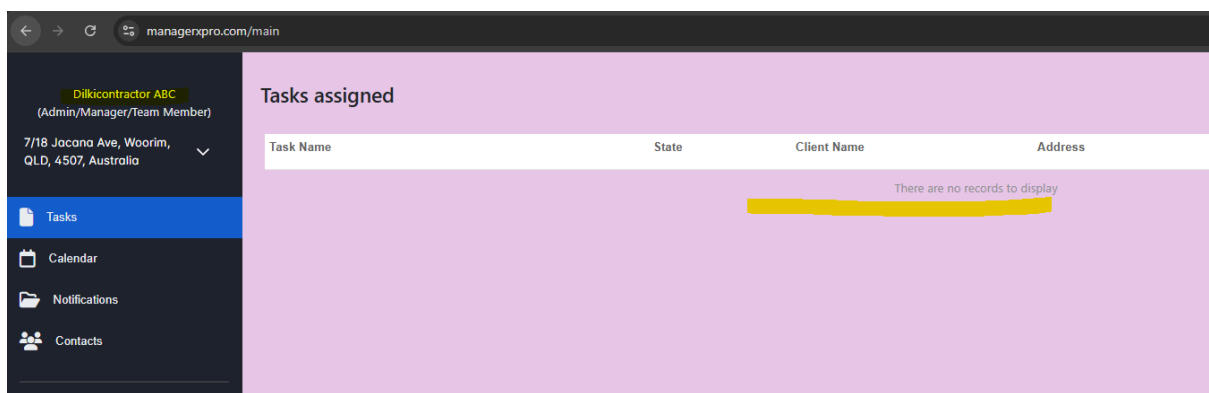 managerxpro.com/main
Dilkicontractor ABC
(Admin/Manager/Team Member)
7/18 Jacana Ave, Woorim,
QLD, 4507, Australia
Tasks
Calendar
Notifications
Contacts
Tasks assigned
Task Name State Client Name Address
There are no records to display